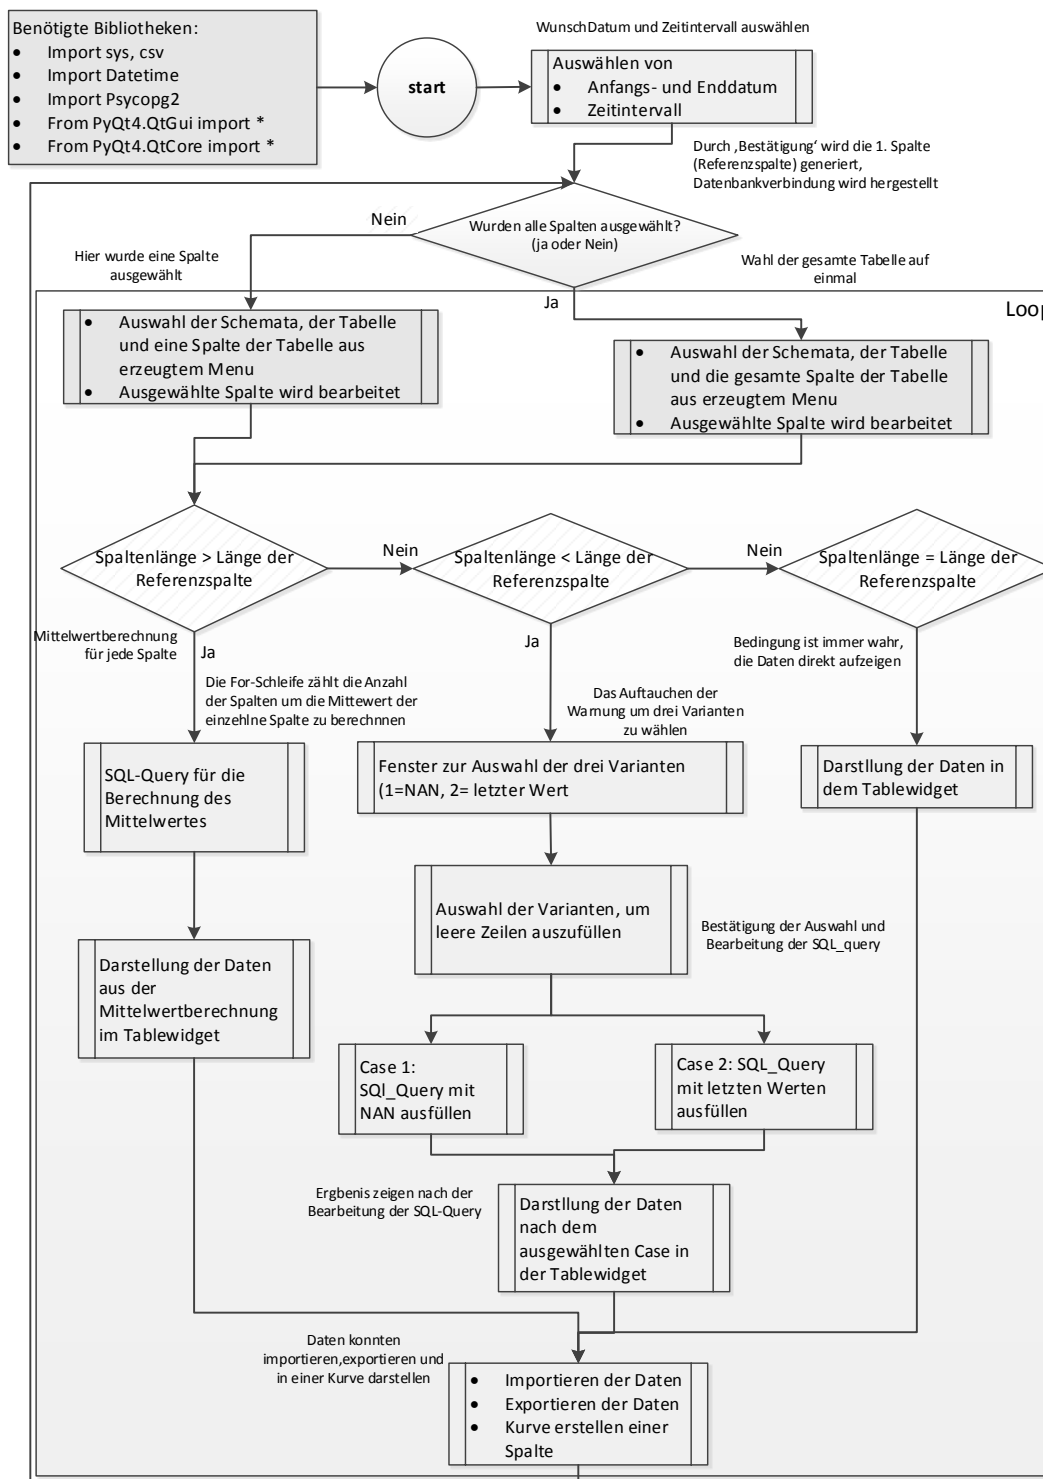 Benötigte Bibliotheken:
• Import sys, csv
• Import Datetime
• Import Psycopg2
• From PyQt4.QtGui import *
• From PyQt4.QtCore import *
start
WunschDatum und Zeitintervall auswählen
Auswählen von
• Anfangs- und Enddatum
• Zeitintervall
Durch ‚Bestätigung‘ wird die 1. Spalte
(Referenzspalte) generiert,
Datenbankverbindung wird hergestellt
Nein
Wurden alle Spalten ausgewählt?
(ja oder Nein)
Hier wurde eine Spalte
ausgewählt
Wahl der gesamte Tabelle auf
einmal
Ja
Loop
• Auswahl der Schemata, der Tabelle
und eine Spalte der Tabelle aus
erzeugtem Menu
• Ausgewählte Spalte wird bearbeitet
• Auswahl der Schemata, der Tabelle
und die gesamte Spalte der Tabelle
aus erzeugtem Menu
• Ausgewählte Spalte wird bearbeitet
Spaltenlänge > Länge der
Referenzspalte
Nein
Spaltenlänge < Länge der
Referenzspalte
Nein
Spaltenlänge = Länge der
Referenzspalte
Mittelwertberechnung
für jede Spalte
Ja
Die For-Schleife zählt die Anzahl
der Spalten um die Mittewert der
einzehlne Spalte zu berechnnen
Ja
Das Auftauchen der
Warnung um drei Varianten
zu wählen
Bedingung ist immer wahr,
die Daten direkt aufzeigen
SQL-Query für die
Berechnung des
Mittelwertes
Fenster zur Auswahl der drei Varianten
(1=NAN, 2= letzter Wert
Darstllung der Daten in
dem Tablewidget
Auswahl der Varianten, um
leere Zeilen auszufüllen
Bestätigung der Auswahl und
Bearbeitung der SQL_query
Darstellung der Daten
aus der
Mittelwertberechnung
im Tablewidget
Case 1:
SQl_Query mit
NAN ausfüllen
Case 2: SQL_Query
mit letzten Werten
ausfüllen
Ergbenis zeigen nach der
Bearbeitung der SQL-Query
Darstllung der Daten
nach dem
ausgewählten Case in
der Tablewidget
Daten konnten
importieren,exportieren und
in einer Kurve darstellen
• Importieren der Daten
• Exportieren der Daten
• Kurve erstellen einer
Spalte